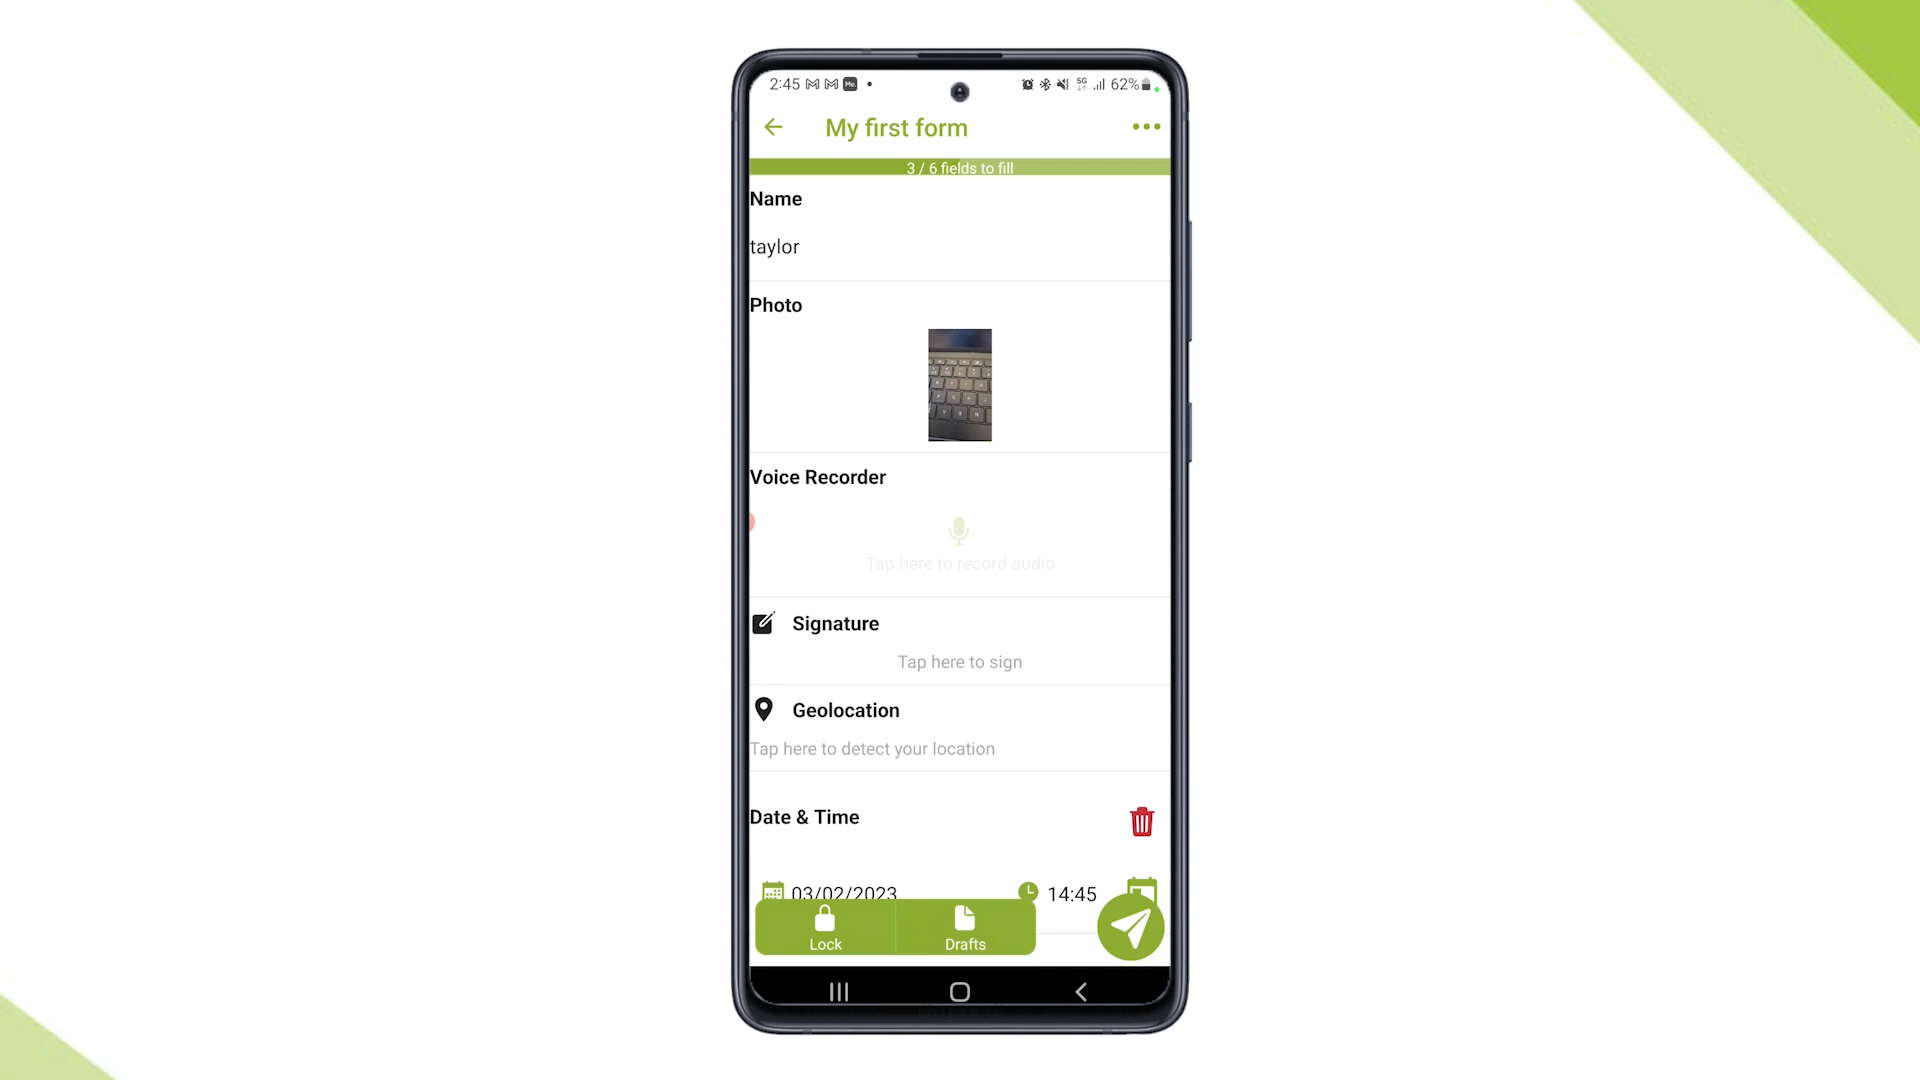 2:45 62%
My first form
3 / 6 fields to fill
Name
taylor
Photo
Voice Recorder
Tap here to record audio
Signature
Tap here to sign
Geolocation
Tap here to detect your location
Date & Time
03/02/2023 14:45
Lock Drafts